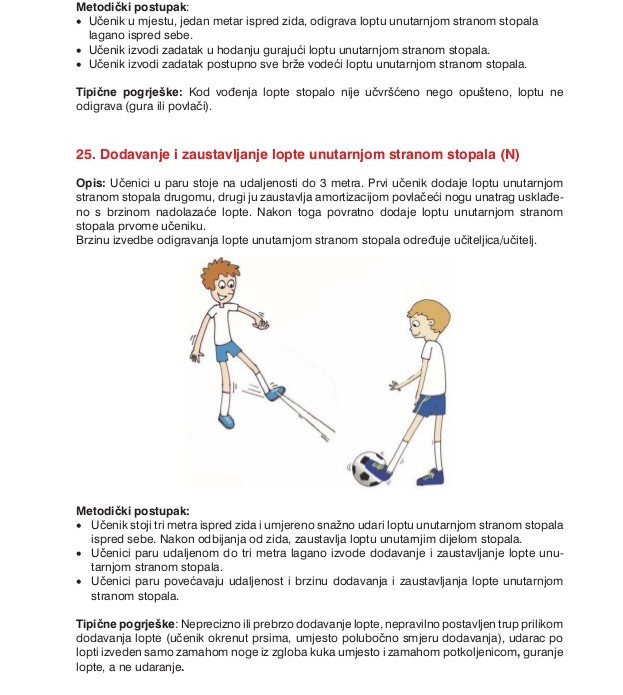 Metodički postupak:
• Učenik u mjestu, jedan metar ispred zida, odigrava loptu unutarnjom stranom stopala
lagano ispred sebe.
• Učenik izvodi zadatak u hodanju gurajući loptu unutarnjom stranom stopala.
• Učenik izvodi zadatak postupno sve brže vodeći loptu unutarnjom stranom stopala.
Tipične pogrješke: Kod vođenja lopte stopalo nije učvršćeno nego opušteno, loptu ne
odigrava (gura ili povlači).
25. Dodavanje i zaustavljanje lopte unutarnjom stranom stopala (N)
Opis: Učenici u paru stoje na udaljenosti do 3 metra. Prvi učenik dodaje loptu unutarnjom
stranom stopala drugomu, drugi ju zaustavlja amortizacijom povlačeći nogu unatrag usklađe-
no s brzinom nadolazaće lopte. Nakon toga povratno dodaje loptu unutarnjom stranom
stopala prvome učeniku.
Brzinu izvedbe odigravanja lopte unutarnjom stranom stopala određuje učiteljica/učitelj.
Metodički postupak:
• Učenik stoji tri metra ispred zida i umjereno snažno udari loptu unutarnjom stranom stopala
ispred sebe. Nakon odbijanja od zida, zaustavlja loptu unutarnjim dijelom stopala.
• Učenici paru udaljenom do tri metra lagano izvode dodavanje i zaustavljanje lopte unu-
tarnjom stranom stopala.
• Učenici paru povećavaju udaljenost i brzinu dodavanja i zaustavljanja lopte unutarnjom
stranom stopala.
Tipične pogrješke: Neprecizno ili prebrzo dodavanje lopte, nepravilno postavljen trup prilikom
dodavanja lopte (učenik okrenut prsima, umjesto polubočno smjeru dodavanja), udarac po
lopti izveden samo zamahom noge iz zgloba kuka umjesto i zamahom potkoljenicom, guranje
lopte, a ne udaranje.